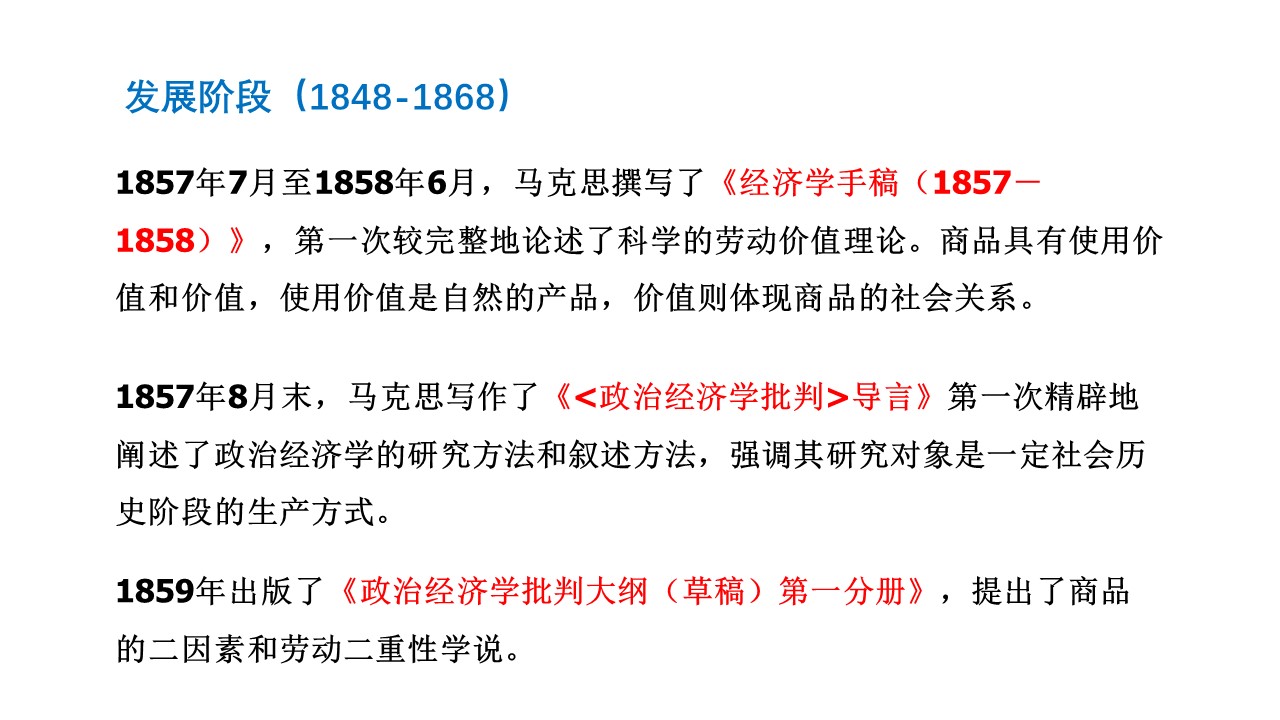 发展阶段（1848-1868）
1857年7月至1858年6月，马克思撰写了《经济学手稿（1857－
1858）》，第一次较完整地论述了科学的劳动价值理论。商品具有使用价
值和价值，使用价值是自然的产品，价值则体现商品的社会关系。
1857年8月末，马克思写作了《<政治经济学批判>导言》第一次精辟地
阐述了政治经济学的研究方法和叙述方法，强调其研究对象是一定社会历
史阶段的生产方式。
1859年出版了《政治经济学批判大纲（草稿）第一分册》，提出了商品
的二因素和劳动二重性学说。